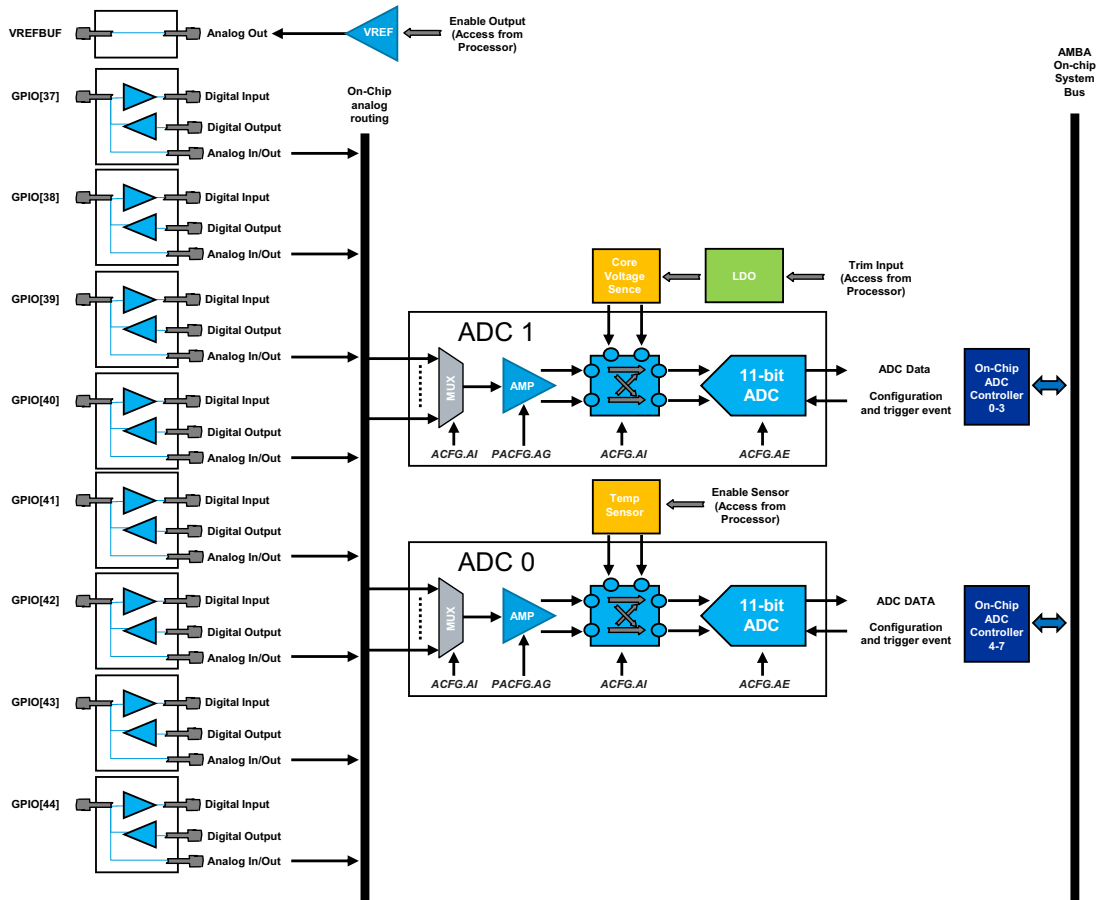 VREFBUF
Analog Out
VREF
Enable Output
(Access from
Processor)
AMBA
On-chip
System
Bus
On-Chip
analog
routing
GPIO[37]
Digital Input
Digital Output
Analog In/Out
GPIO[38]
Digital Input
Digital Output
Analog In/Out
GPIO[39]
Digital Input
Digital Output
Analog In/Out
GPIO[40]
Digital Input
Digital Output
Analog In/Out
GPIO[41]
Digital Input
Digital Output
Analog In/Out
GPIO[42]
Digital Input
Digital Output
Analog In/Out
GPIO[43]
Digital Input
Digital Output
Analog In/Out
GPIO[44]
Digital Input
Digital Output
Analog In/Out
Core
Voltage
Sence
LDO
Trim Input
(Access from
Processor)
ADC 1
MUX
AMP
11-bit
ADC
ADC Data
Configuration
and trigger event
On-Chip
ADC
Controller
0-3
ACFG.AI
PACFG.AG
ACFG.AI
ACFG.AE
Temp
Sensor
Enable Sensor
(Access from
Processor)
ADC 0
MUX
AMP
11-bit
ADC
ADC DATA
Configuration
and trigger event
On-Chip
ADC
Controller
4-7
ACFG.AI
PACFG.AG
ACFG.AI
ACFG.AE